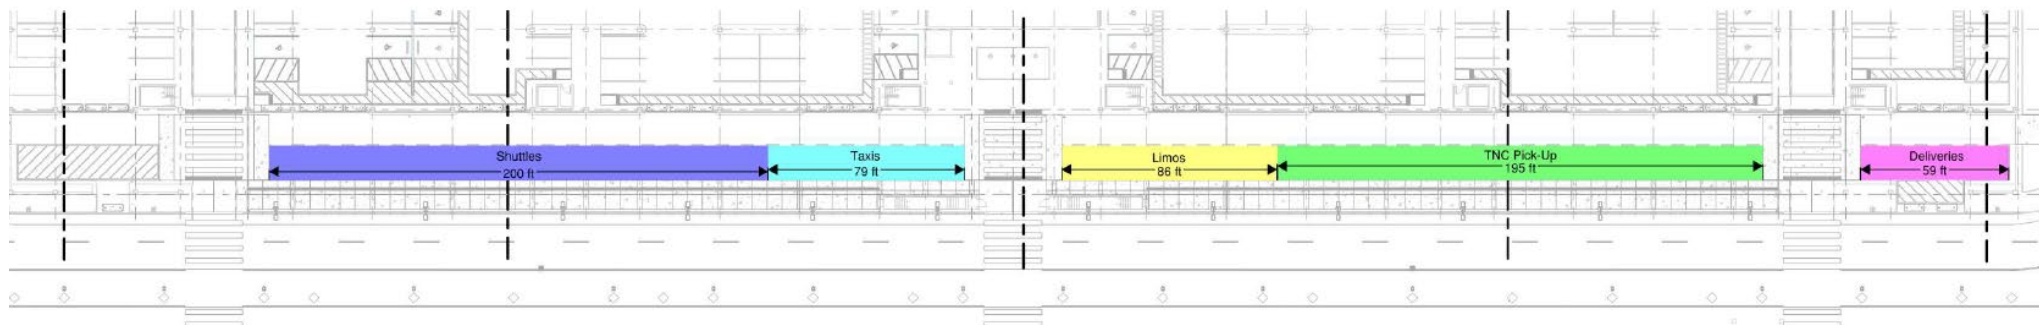 Shuttles
200 ft
Taxis
79 ft
Limos
86 ft
TNC Pick-Up
195 ft
Deliveries
59 ft